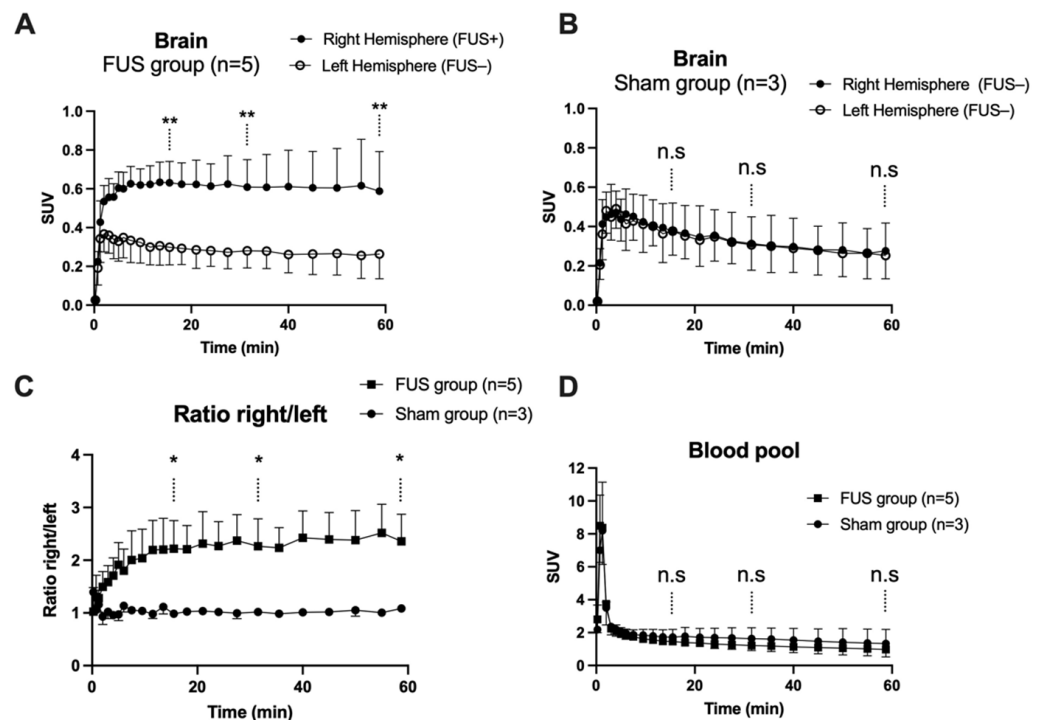 A
Brain
FUS group (n=5)
Right Hemisphere (FUS+)
Left Hemisphere (FUS–)
1.0
0.8
0.6
0.4
0.2
0.0
SUV
**
**
**
0
20
40
60
Time (min)
B
Brain
Sham group (n=3)
Right Hemisphere (FUS–)
Left Hemisphere (FUS–)
1.0
0.8
0.6
0.4
0.2
0.0
SUV
n.s
n.s
n.s
0
20
40
60
Time (min)
C
Ratio right/left
FUS group (n=5)
Sham group (n=3)
4
3
2
1
0
Ratio right/left
*
*
*
0
20
40
60
Time (min)
D
Blood pool
FUS group (n=5)
Sham group (n=3)
12
10
8
6
4
2
0
SUV
n.s
n.s
n.s
0
20
40
60
Time (min)